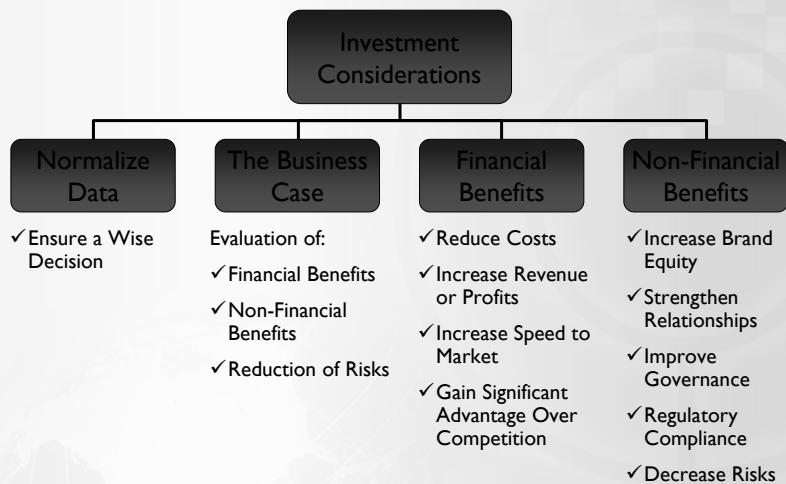 Investment
Considerations
Normalize
Data
✓Ensure a Wise
Decision
The Business
Case
Evaluation of:
✓Financial Benefits
✓Non-Financial
Benefits
✓Reduction of Risks
Financial
Benefits
✓Reduce Costs
✓Increase Revenue
or Profits
✓Increase Speed to
Market
✓Gain Significant
Advantage Over
Competition
Non-Financial
Benefits
✓Increase Brand
Equity
✓Strengthen
Relationships
✓Improve
Governance
✓Regulatory
Compliance
✓Decrease Risks